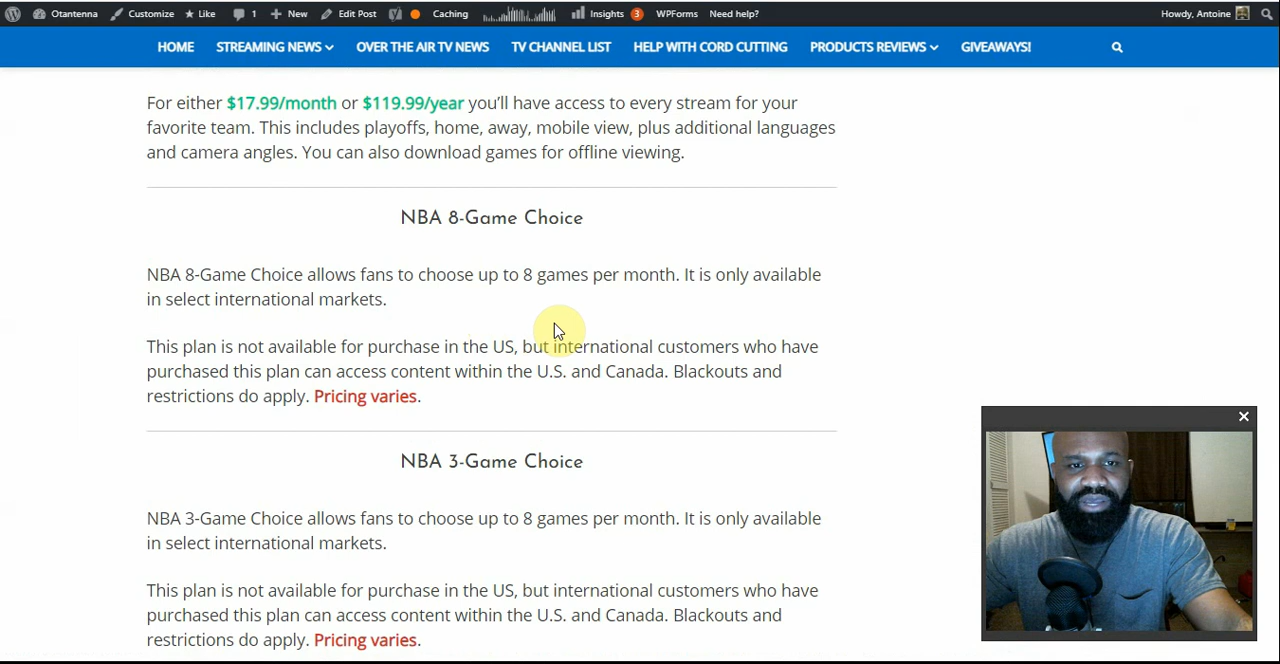 Otantenna Customize Like 1 New Edit Post Caching Insights 3 WPForms Need help? Howdy, Antoine
HOME STREAMING NEWS OVER THE AIR TV NEWS TV CHANNEL LIST HELP WITH CORD CUTTING PRODUCTS REVIEWS GIVEAWAYS!
For either $17.99/month or $119.99/year you'll have access to every stream for your
favorite team. This includes playoffs, home, away, mobile view, plus additional languages
and camera angles. You can also download games for offline viewing.
NBA 8-Game Choice
NBA 8-Game Choice allows fans to choose up to 8 games per month. It is only available
in select international markets.
This plan is not available for purchase in the US, but international customers who have
purchased this plan can access content within the U.S. and Canada. Blackouts and
restrictions do apply. Pricing varies.
NBA 3-Game Choice
NBA 3-Game Choice allows fans to choose up to 8 games per month. It is only available
in select international markets.
This plan is not available for purchase in the US, but international customers who have
purchased this plan can access content within the U.S. and Canada. Blackouts and
restrictions do apply. Pricing varies.